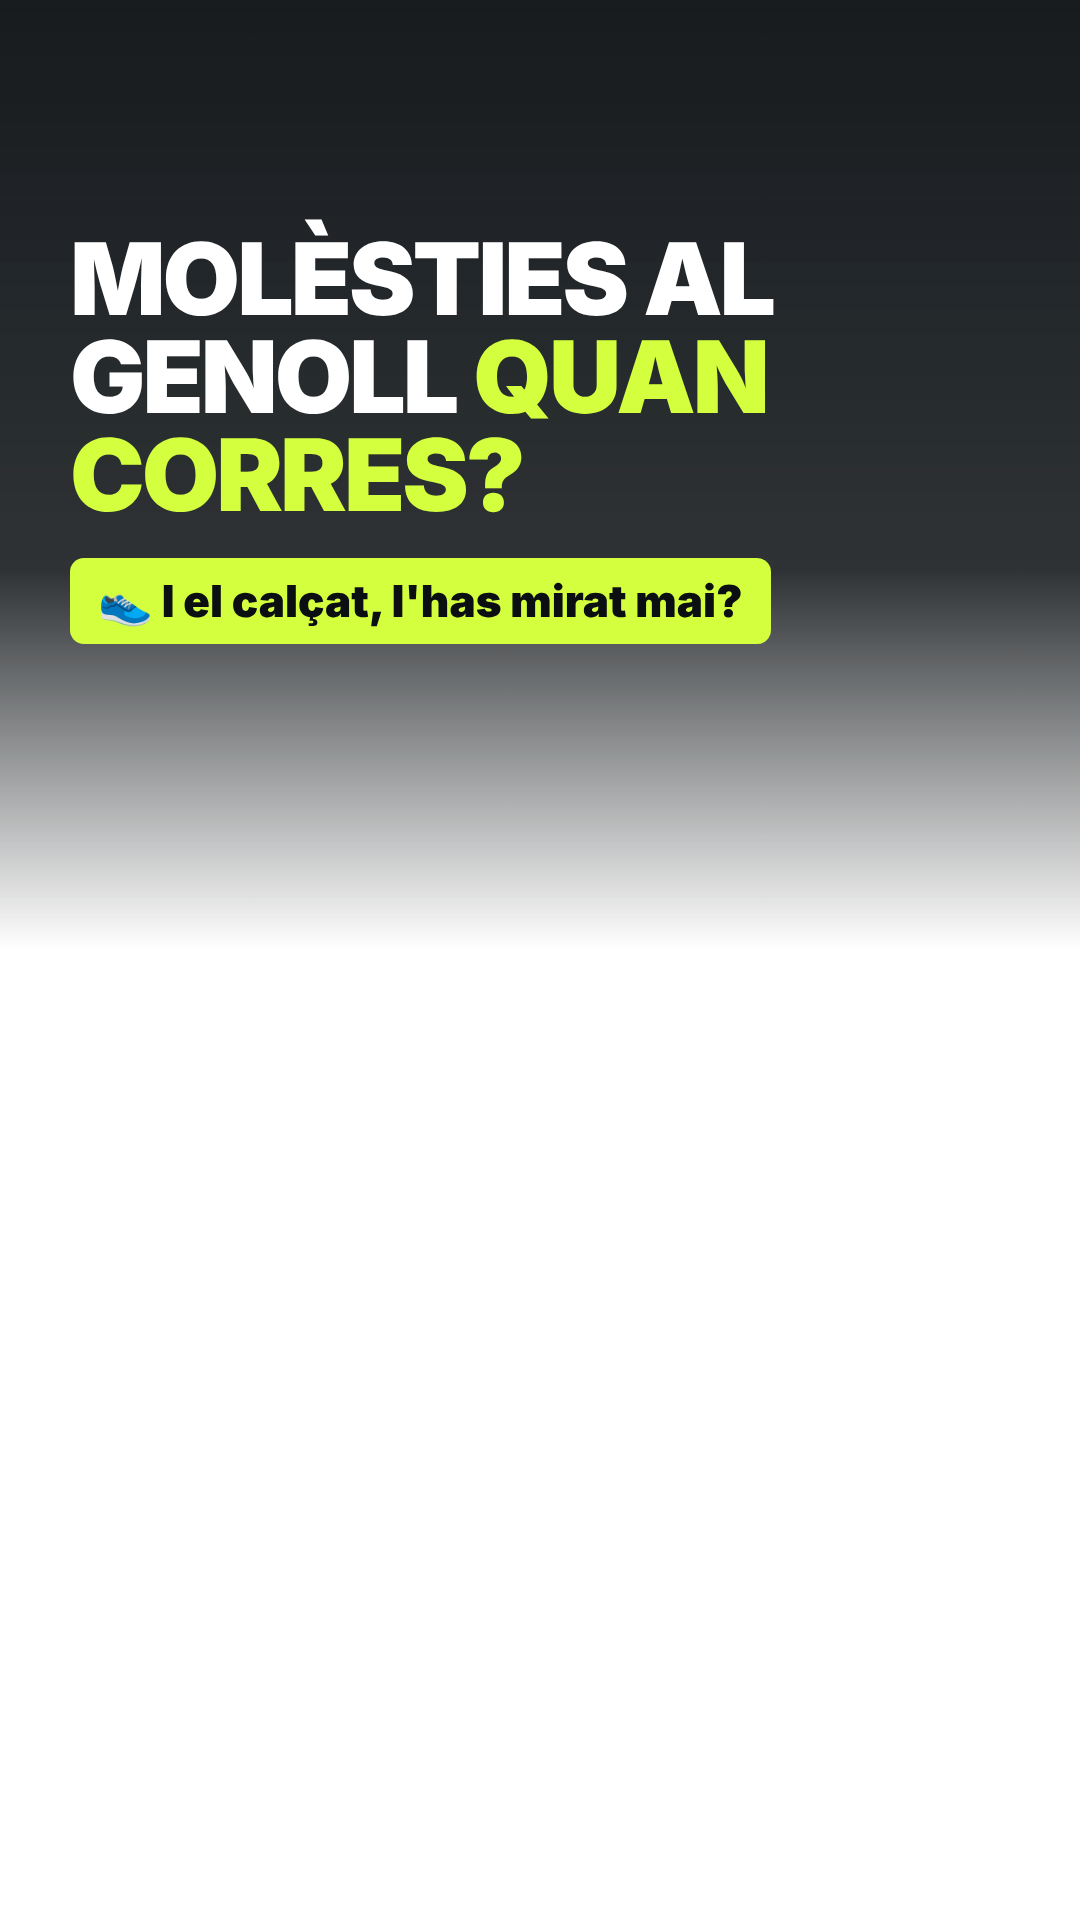 MOLÈSTIES AL
GENOLL QUAN
CORRES?
👟 I el calçat, l'has mirat mai?